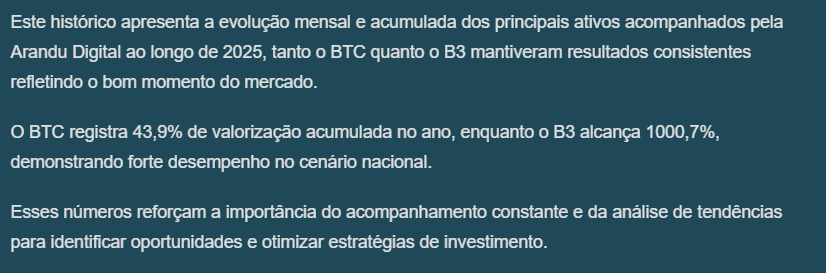 Este histórico apresenta a evolução mensal e acumulada dos principais ativos acompanhados pela
Arandu Digital ao longo de 2025, tanto o BTC quanto o B3 mantiveram resultados consistentes
refletindo o bom momento do mercado.
O BTC registra 43,9% de valorização acumulada no ano, enquanto o B3 alcança 1000,7%,
demonstrando forte desempenho no cenário nacional.
Esses números reforçam a importância do acompanhamento constante e da análise de tendências
para identificar oportunidades e otimizar estratégias de investimento.